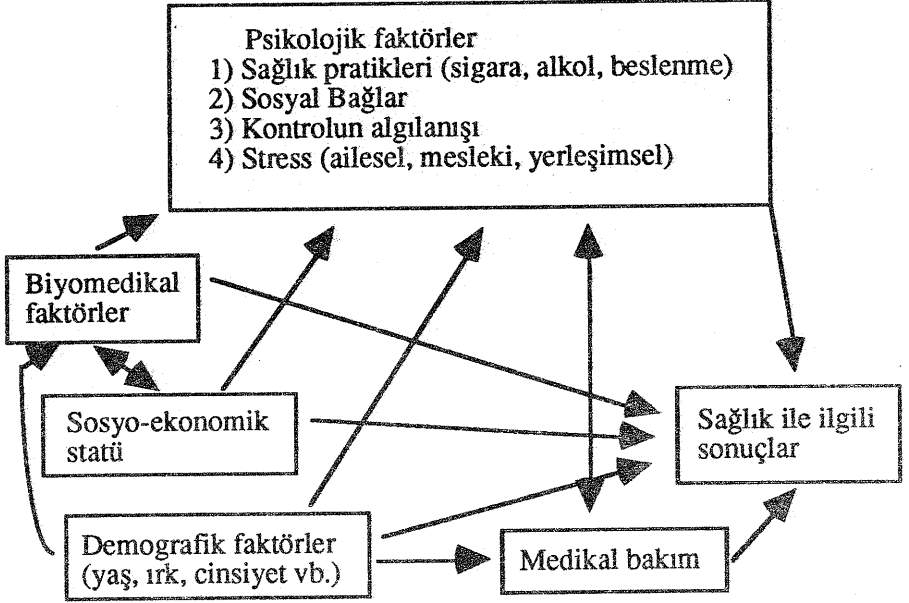 Psikolojik faktörler
1) Sağlık pratikleri (sigara, alkol, beslenme)
2) Sosyal Bağlar
3) Kontrolun algılanışı
4) Stress (ailesel, mesleki, yerleşimsel)
Biyomedikal
faktörler
Sosyo-ekonomik
statü
Sağlık ile ilgili
sonuçlar
Demografik faktörler
(yaş, ırk, cinsiyet vb.)
Medikal bakım